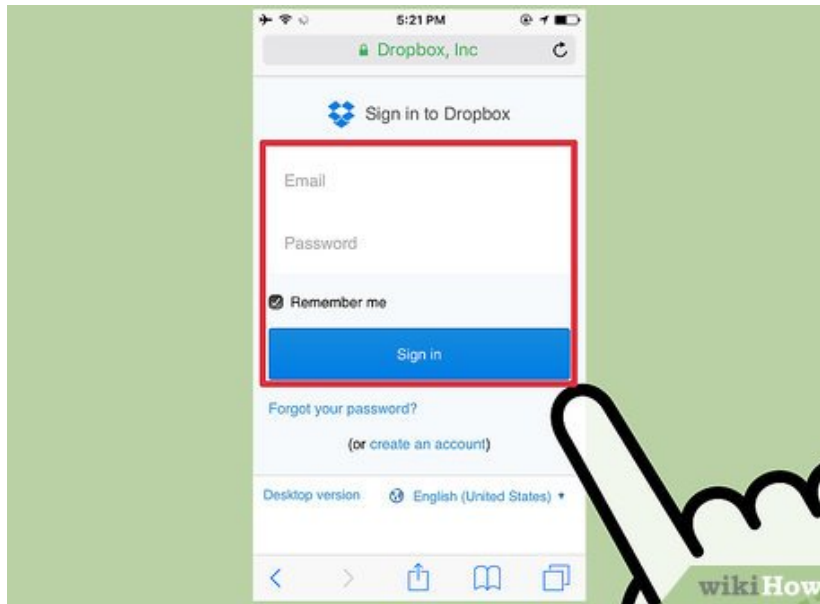 5:21 PM
Dropbox, Inc
Sign in to Dropbox
Email
Password
Remember me
Sign in
Forgot your password?
(or create an account)
Desktop version English (United States)
wikiHow